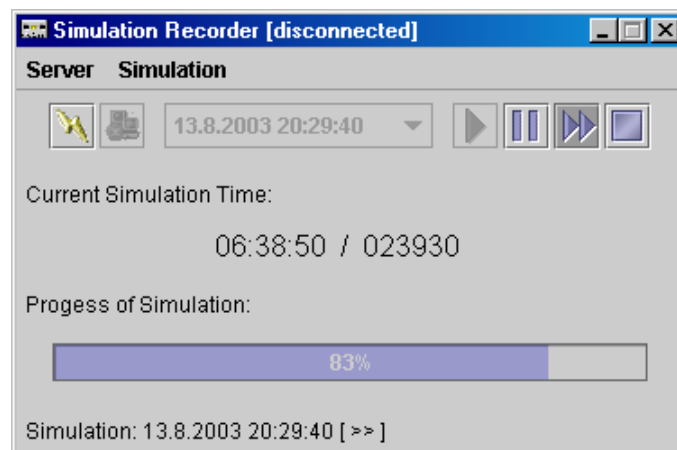 Simulation Recorder [disconnected]
Server Simulation
13.8.2003 20:29:40
Current Simulation Time:
06:38:50 / 023930
Progess of Simulation:
83%
Simulation: 13.8.2003 20:29:40 [ >> ]